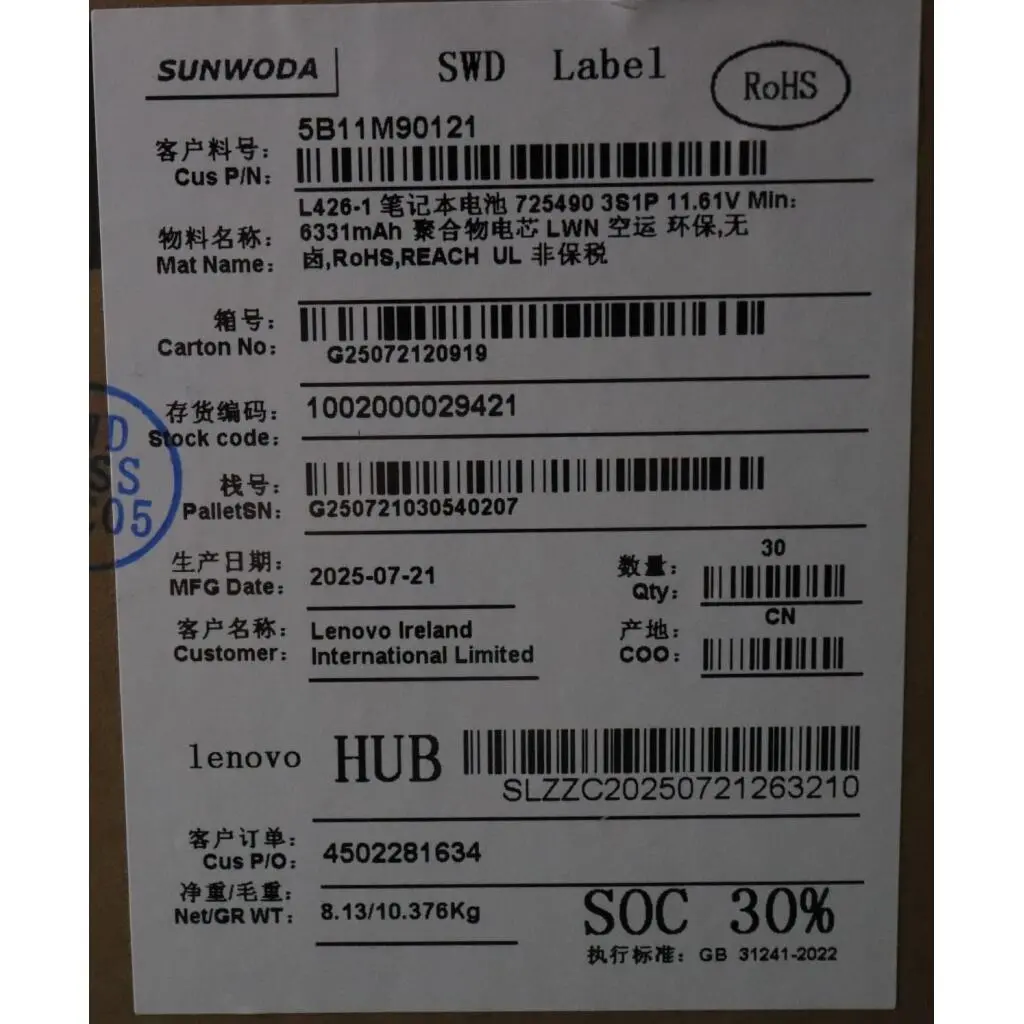 SUNWODA
SWD Label
RoHS
客户料号:
Cus P/N:
5B11M90121
物料名称:
Mat Name:
L426-1 笔记本电池 725490 3S1P 11.61V Min:
6331mAh 聚合物电芯 LWN 空运 环保,无
卤,RoHS,REACH UL 非保税
箱号:
Carton No:
G25072120919
存货编码:
Stock code:
1002000029421
栈号:
PalletSN:
G250721030540207
生产日期:
MFG Date:
2025-07-21
数量:
Qty:
30
客户名称:
Customer:
Lenovo Ireland
International Limited
产地:
COO:
CN
lenovo HUB
SLZZC20250721263210
客户订单:
Cus P/O:
4502281634
净重/毛重:
Net/GR WT:
8.13/10.376Kg
SOC 30%
执行标准: GB 31241-2022